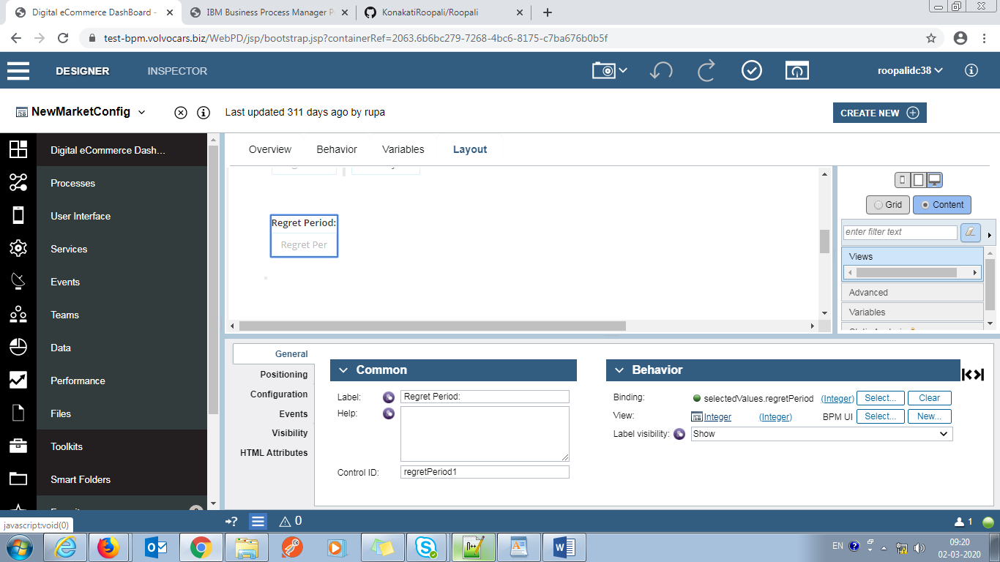 Digital eCommerce DashBoard -
IBM Business Process Manager P
KonakatiRoopali/Roopali
test-bpm.volvocars.biz/WebPD/jsp/bootstrap.jsp?containerRef=2063.6b6bc279-7268-4bc6-8175-c7ba676b0b5f
DESIGNER INSPECTOR roopalidc38
NewMarketConfig Last updated 311 days ago by rupa CREATE NEW
Digital eCommerce Dash...
Processes
User Interface
Services
Events
Teams
Data
Performance
Files
Toolkits
Smart Folders
Overview Behavior Variables Layout
Regret Period:
Regret Per
Grid Content
enter filter text
Views
Advanced
Variables
General
Positioning
Configuration
Events
Visibility
HTML Attributes
Common
Label: Regret Period:
Help:
Control ID: regretPeriod1
Behavior
Binding: selectedValues.regretPeriod (Integer) Select... Clear
View: Integer (Integer) BPM UI Select... New...
Label visibility: Show
javascript:void(0)
0
1
EN
09:20
02-03-2020